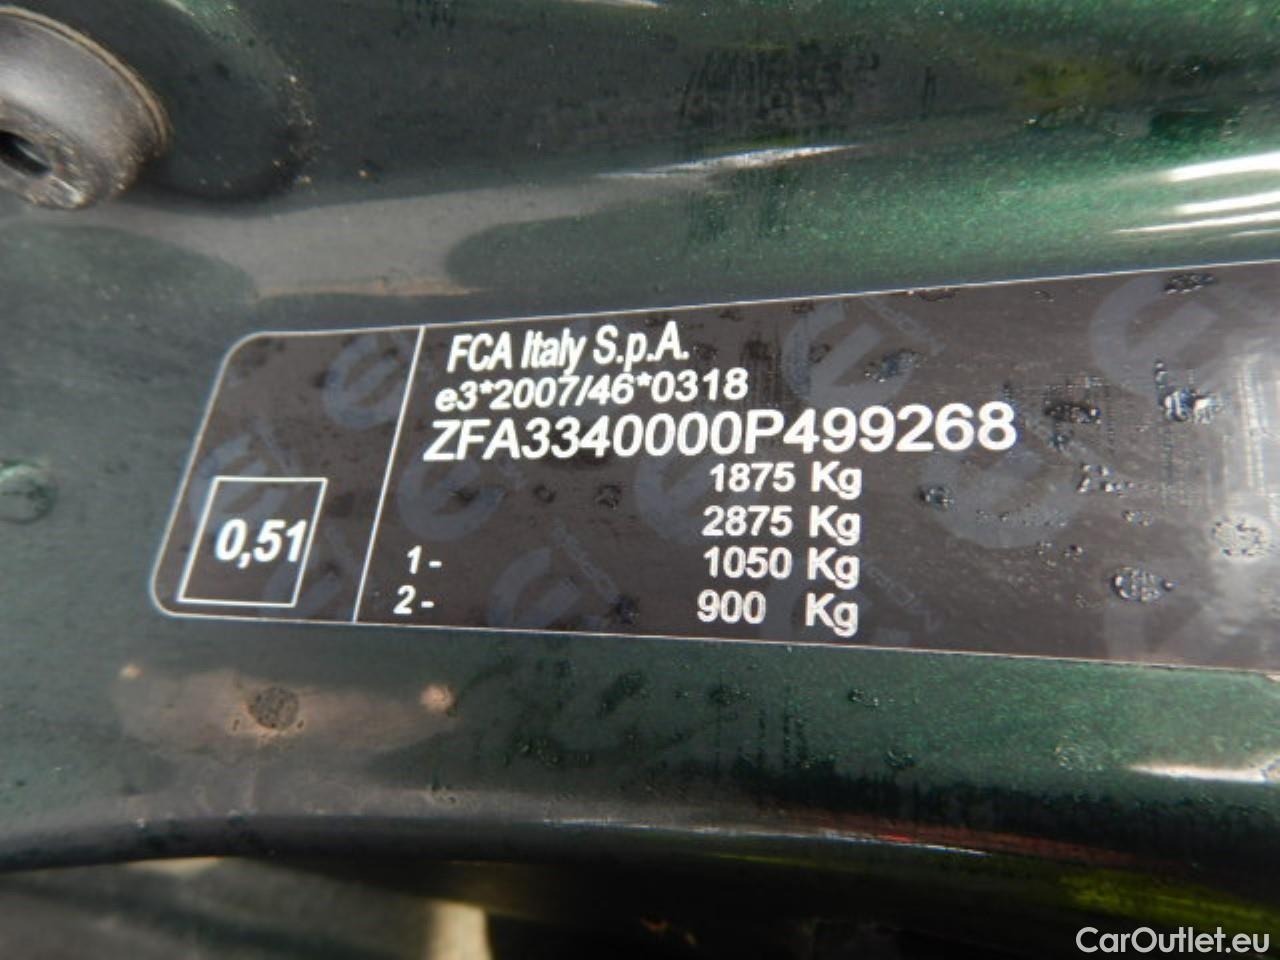 FCA Italy S.p.A.
e3*2007/46*0318
ZFA3340000P499268
1875 Kg
2875 Kg
1- 1050 Kg
2- 900 Kg
0,51
CarOutlet.eu